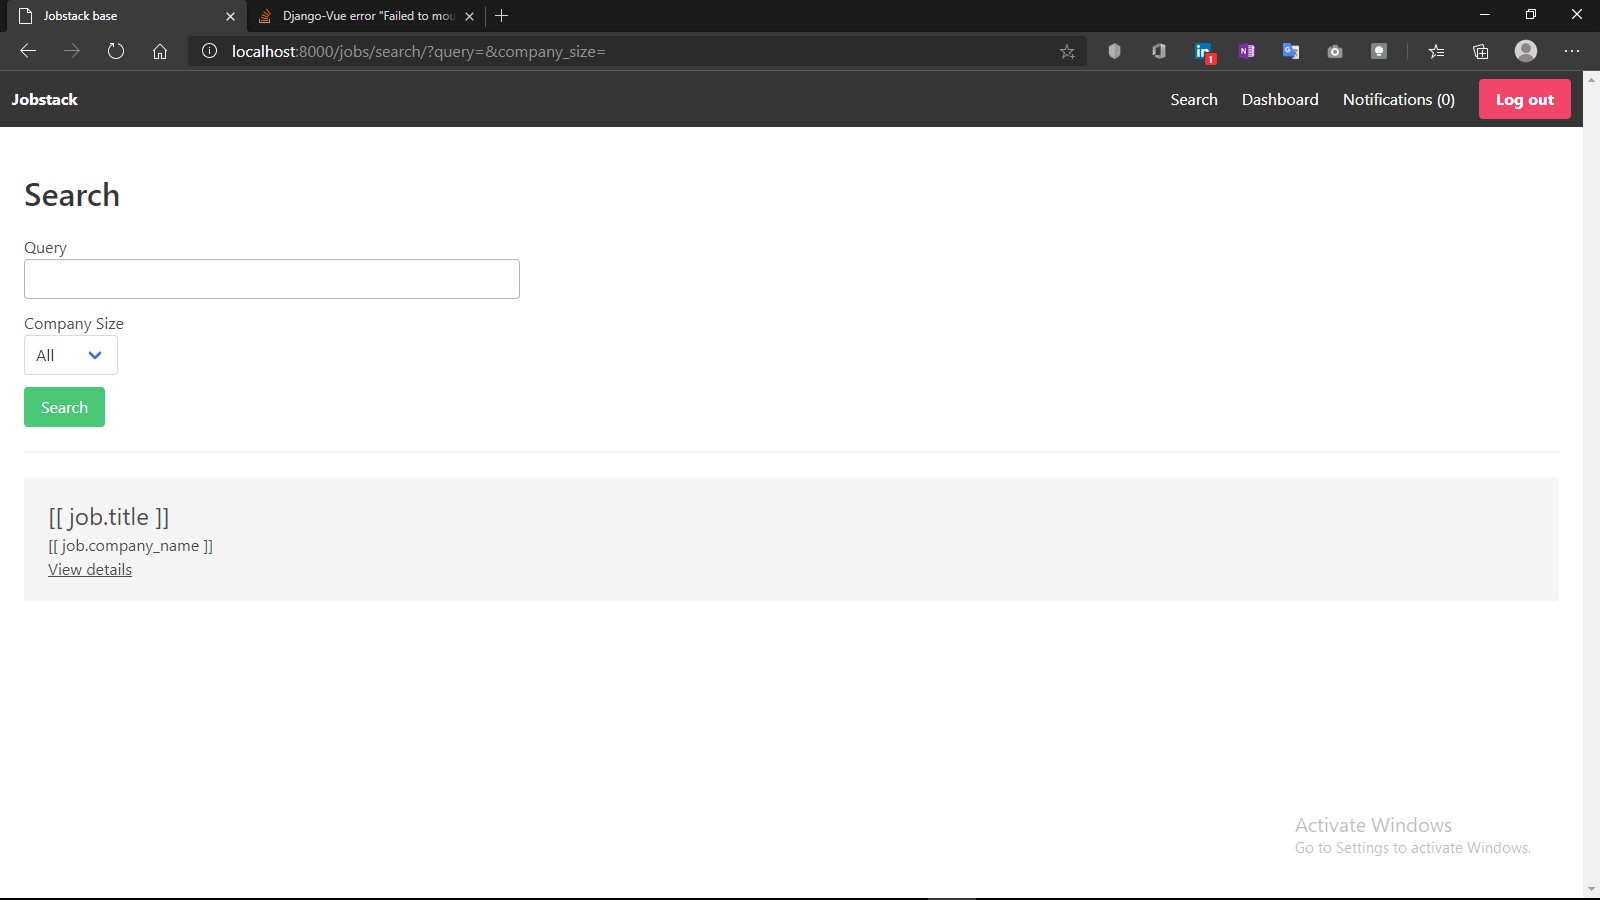 Jobstack base
Django-Vue error "Failed to mou
localhost:8000/jobs/search/?query=&company_size=
1
Jobstack
Search
Dashboard
Notifications (0)
Log out
Search
Query
Company Size
All
Search
[[ job.title ]]
[[ job.company_name ]]
View details
Activate Windows
Go to Settings to activate Windows.